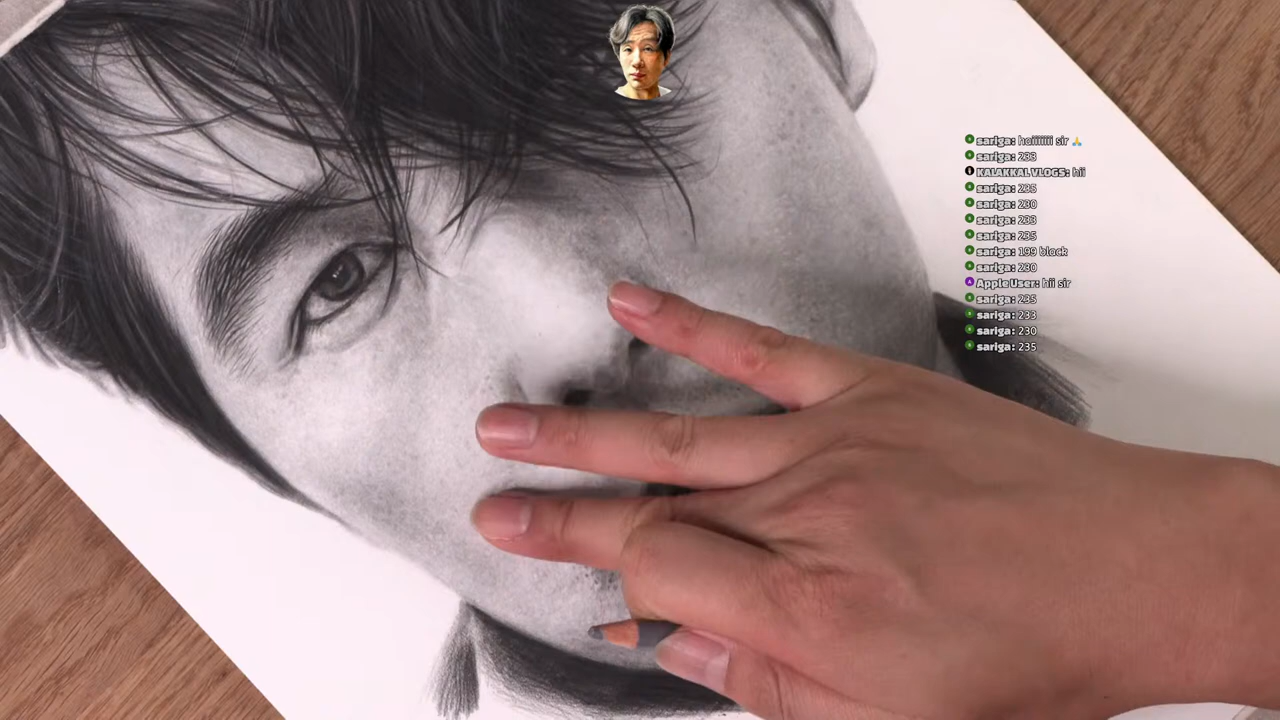 sariga: hoiiiiiii sir 🙏
sariga: 233
KALAKKAL VLOGS: hii
sariga: 235
sariga: 230
sariga: 233
sariga: 235
sariga: 199 block
sariga: 230
Apple User: hii sir
sariga: 235
sariga: 233
sariga: 230
sariga: 235